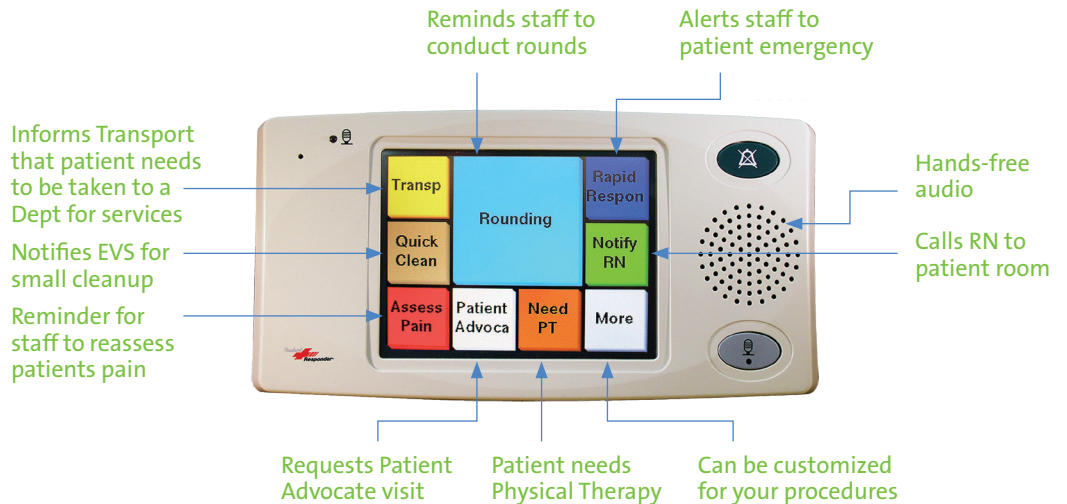 Reminds staff to
conduct rounds
Alerts staff to
patient emergency
Informs Transport
that patient needs
to be taken to a
Dept for services
Notifies EVS for
small cleanup
Reminder for
staff to reassess
patients pain
Transp
Rounding
Rapid
Respon
Quick
Clean
Notify
RN
Assess
Pain
Patient
Advoca
Need
PT
More
Responder
Hands-free
audio
Calls RN to
patient room
Requests Patient
Advocate visit
Patient needs
Physical Therapy
Can be customized
for your procedures